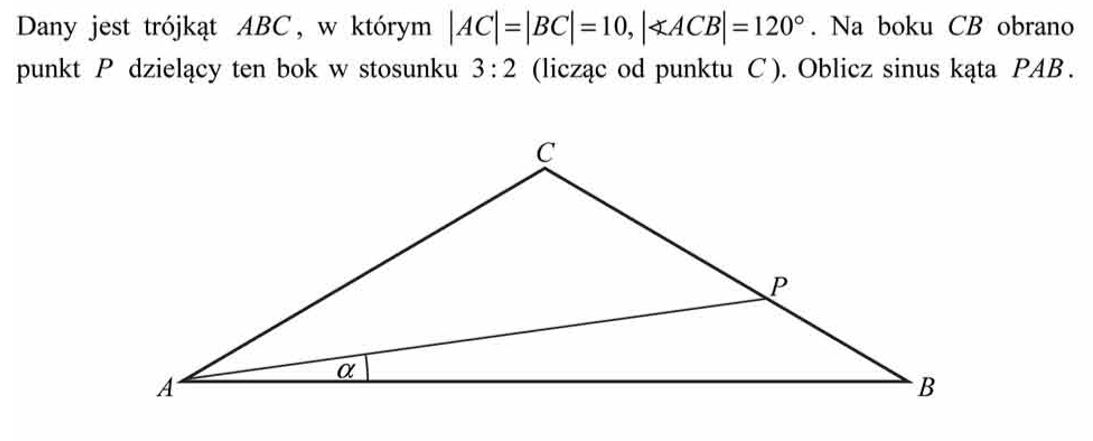 Dany jest trójkąt ABC, w którym |AC|=|BC|=10, |∢ACB|=120°. Na boku CB obrano
punkt P dzielący ten bok w stosunku 3:2 (licząc od punktu C). Oblicz sinus kąta PAB.
C
P
α
A
B